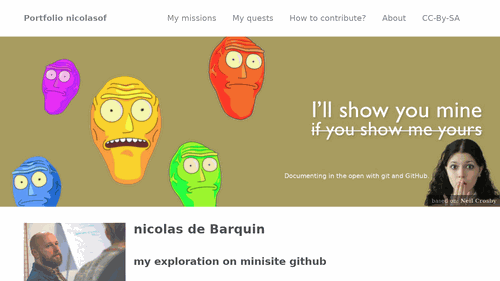 Portfolio nicolasof
My missions
My quests
How to contribute?
About
CC-By-SA
I'll show you mine
if you show me yours
Documenting in the open with git and GitHub.
Neil Crosby
nicolas de Barquin
my exploration on minisite github